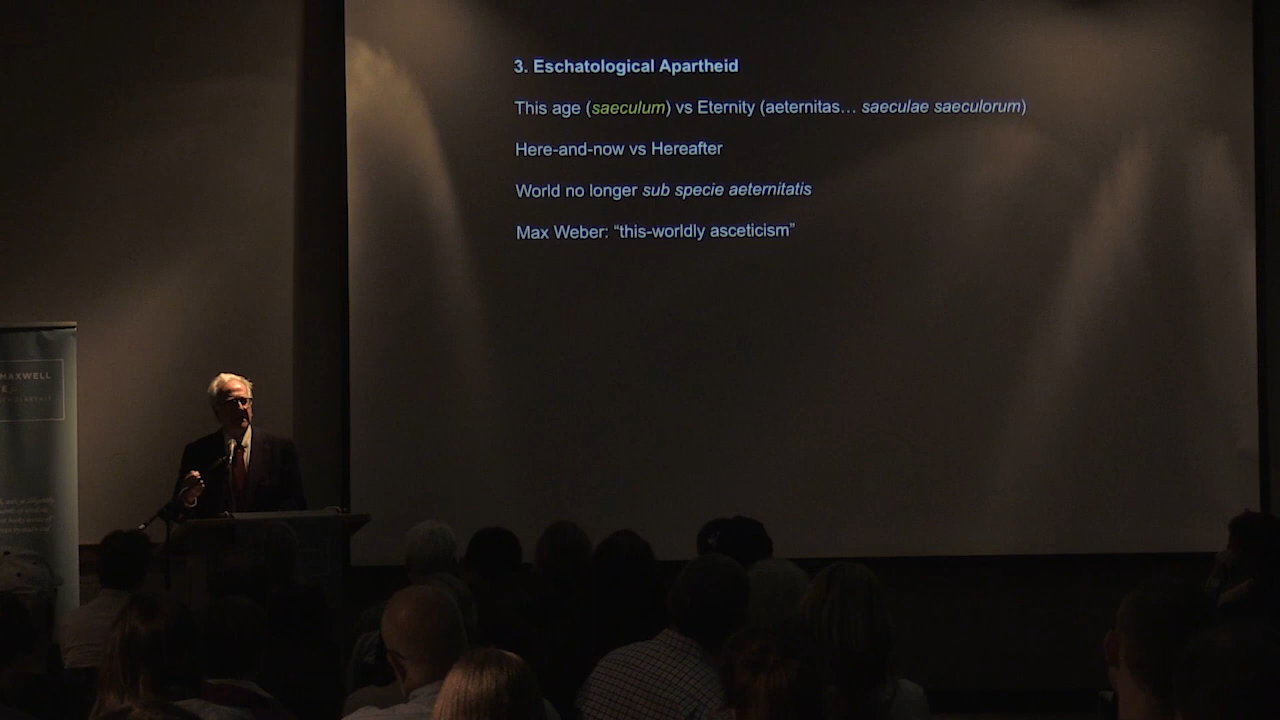 3. Eschatological Apartheid
This age (saeculum) vs Eternity (aeternitas… saeculae saeculorum)
Here-and-now vs Hereafter
World no longer sub specie aeternitatis
Max Weber: “this-worldly asceticism”
MAXWELL